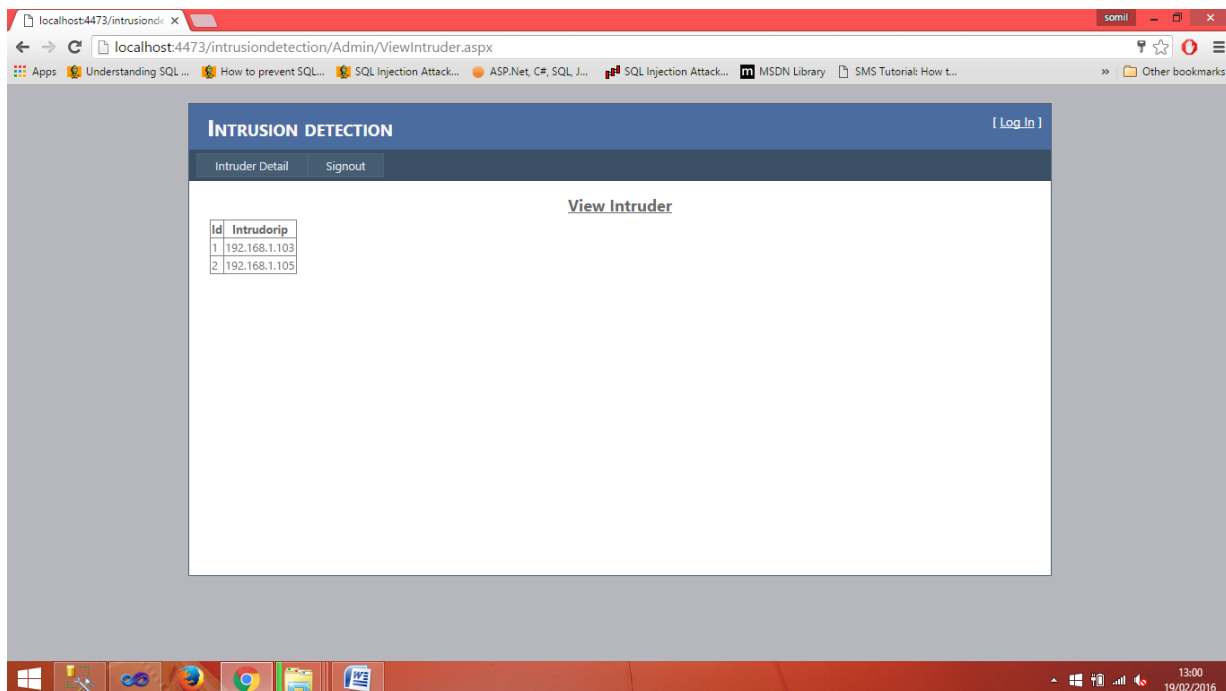 localhost:4473/intrusionde
somil
localhost:4473/intrusiondetection/Admin/ViewIntruder.aspx
Apps Understanding SQL ... How to prevent SQL... SQL Injection Attack... ASP.Net, C#, SQL, J... SQL Injection Attack... m MSDN Library SMS Tutorial: How t... » Other bookmarks
INTRUSION DETECTION
[ Log In ]
Intruder Detail Signout
View Intruder
Id Intrudorip
1 192.168.1.103
2 192.168.1.105
13:00
19/02/2016